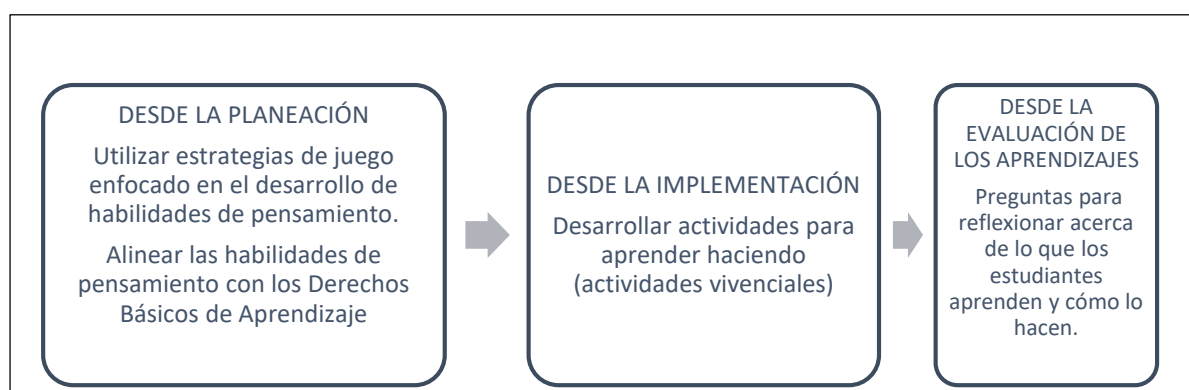 DESDE LA PLANEACIÓN
Utilizar estrategias de juego
enfocado en el desarrollo de
habilidades de pensamiento.
Alinear las habilidades de
pensamiento con los Derechos
Básicos de Aprendizaje
DESDE LA IMPLEMENTACIÓN
Desarrollar actividades para
aprender haciendo
(actividades vivenciales)
DESDE LA
EVALUACIÓN DE
LOS APRENDIZAJES
Preguntas para
reflexionar acerca
de lo que los
estudiantes
aprenden y cómo lo
hacen.